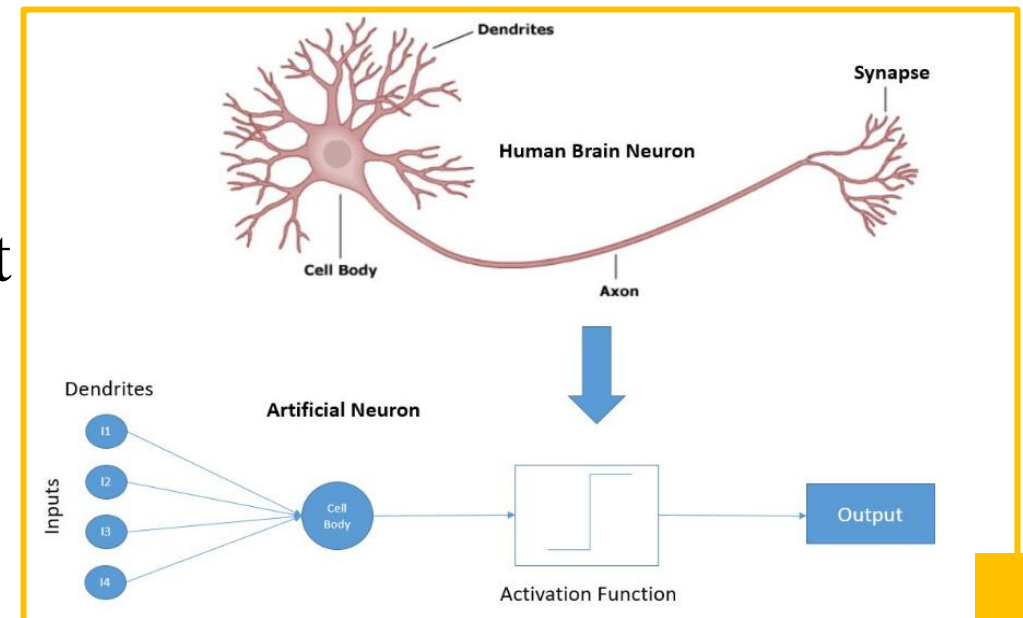 Dendrites
Synapse
Human Brain Neuron
t
Cell Body
Axon
Dendrites
Artificial Neuron
Inputs
I1
I2
I3
I4
Cell
Body
Output
Activation Function